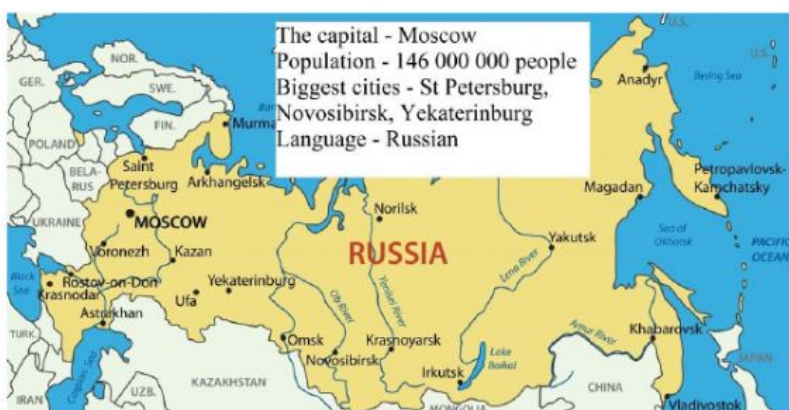 The capital - Moscow
Population - 146 000 000 people
Biggest cities - St Petersburg,
Novosibirsk, Yekaterinburg
Language - Russian
U.S.
U.S.
NOR.
SWE.
FIN.
GER.
POLAND
BELA-
RUS
UKRAINE
Murma
Anadyr
Bering Sea
Saint
Petersburg
Arkhangelsk
MOSCOW
Norilsk
Magadan
Petropavlovsk-
Kamchatsky
Sea of
Okhotsk
PACIFIC
OCEAN
Voronezh
Kazan
RUSSIA
Yakutsk
Lena River
Black
Sea
Rostov-on-Don
Krasnodar
Yekaterinburg
Ufa
Ob River
Yenisei River
Astrakhan
Omsk
Novosibirsk
Krasnoyarsk
Amur River
Khabarovsk
Lake
Baikal
Irkutsk
TURK.
Caspian Sea
IRAN
UZB.
KAZAKHSTAN
MONGOLIA
CHINA
JAPAN
Vladivostok